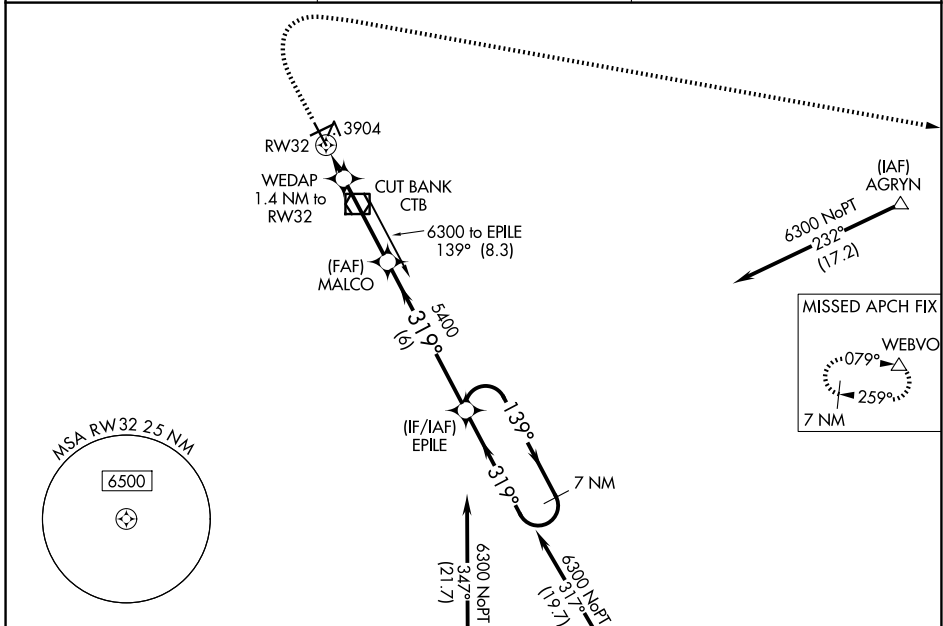 3904
RW32
WEDAP
1.4 NM to
RW32
CUT BANK
CTB
6300 to EPILE
139° (8.3)
(FAF)
MALCO
5400
319°
(6)
(IAF)
AGRYN
6300 NoPT
232°
(17.2)
MISSED APCH FIX
WEBVO
079°
259°
7 NM
(IF/IAF)
EPILE
139°
319°
7 NM
MSA RW32 25 NM
6500
6300 NoPT
347°
(21.7)
6300 NoPT
317°
(19.7)